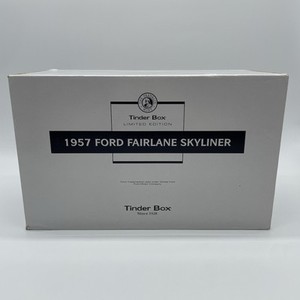 Tinder Box
LIMITED EDITION
1957 FORD FAIRLANE SKYLINER
Tinder Box
Since 1928